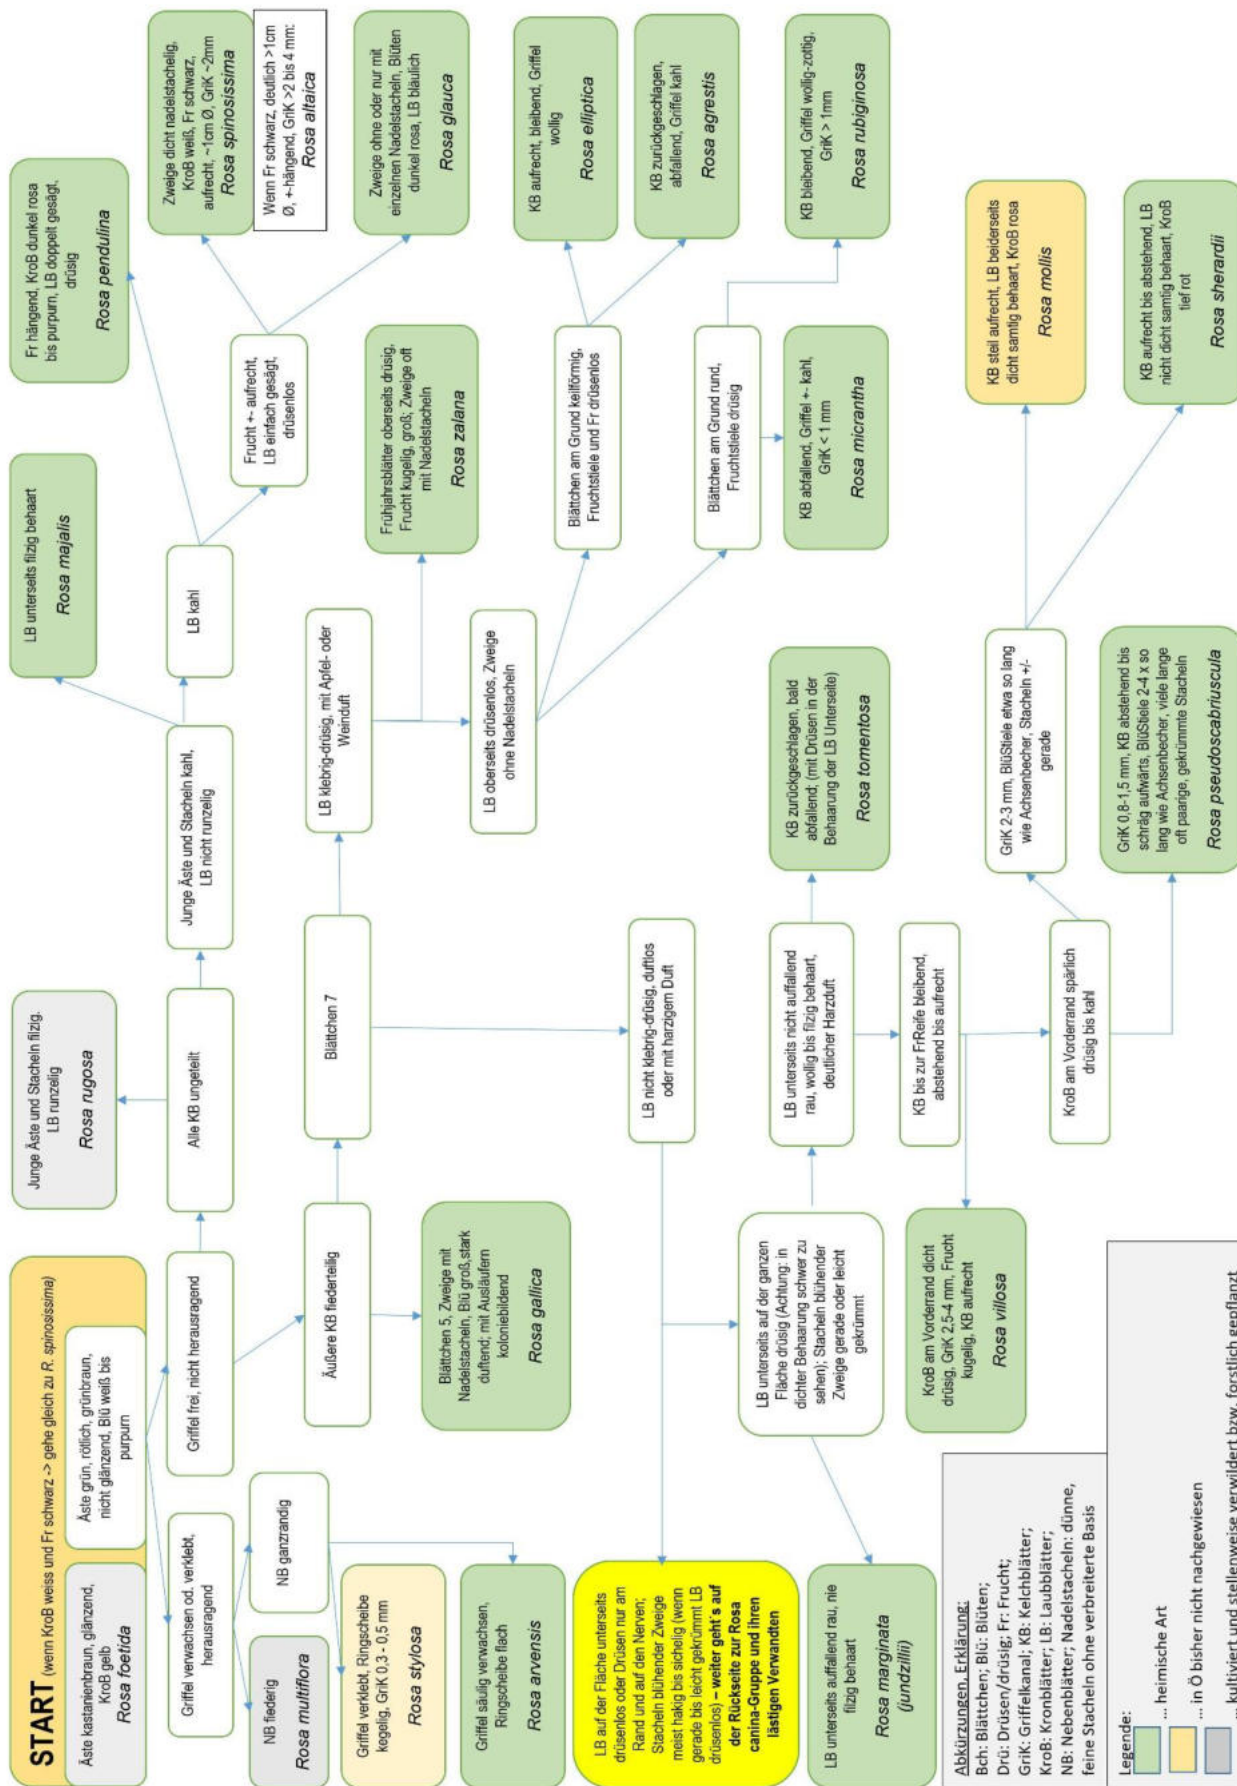 START (wenn KroB weiss und Fr schwarz -> gehe gleich zu R. spinosissima)
Äste kastanienbraun, glänzend,
KroB gelb
Rosa foetida
Äste grün, rötlich, grünbraun,
nicht glänzend, Blü weiß bis
purpurn
Griffel verwachsen od. verklebt,
herausragend
Griffel frei, nicht herausragend
NB fiederig
Rosa multiflora
NB ganzrandig
Griffel verklebt, Ringscheibe
kegelig, GriK 0,3 - 0,5 mm
Rosa stylosa
Griffel säulig verwachsen,
Ringscheibe flach
Rosa arvensis
Alle KB ungeteilt
Junge Äste und Stacheln filzig.
LB runzelig
Rosa rugosa
Junge Äste und Stacheln kahl,
LB nicht runzelig
LB unterseits filzig behaart
Rosa majalis
LB kahl
Fr hängend, KroB dunkel rosa
bis purpurn, LB doppelt gesägt,
drüsig
Rosa pendulina
Frucht +- aufrecht,
LB einfach gesägt,
drüsenlos
Zweige dicht nadelstachelig,
KroB weiß, Fr schwarz,
aufrecht, ~1cm Ø, GriK ~2mm
Rosa spinosissima
Wenn Fr schwarz, deutlich >1cm
Ø, +-hängend, GriK >2 bis 4 mm:
Rosa altaica
Zweige ohne oder nur mit
einzelnen Nadelstacheln, Blüten
dunkel rosa, LB bläulich
Rosa glauca
Äußere KB fiederteilig
Blättchen 5, Zweige mit
Nadelstacheln, Blü groß,stark
duftend; mit Ausläufern
koloniebildend
Rosa gallica
Blättchen 7
LB klebrig-drüsig, mit Apfel- oder
Weinduft
Frühjahrsblätter oberseits drüsig,
Frucht kugelig, groß; Zweige oft
mit Nadelstacheln
Rosa zalana
LB oberseits drüsenlos, Zweige
ohne Nadelstacheln
Blättchen am Grund keilförmig,
Fruchtstiele und Fr drüsenlos
KB aufrecht, bleibend, Griffel
wollig
Rosa elliptica
KB zurückgeschlagen,
abfallend, Griffel kahl
Rosa agrestis
Blättchen am Grund rund,
Fruchtstiele drüsig
KB abfallend, Griffel +- kahl,
GriK < 1 mm
Rosa micrantha
KB bleibend, Griffel wollig-zottig,
GriK > 1mm
Rosa rubiginosa
LB nicht klebrig-drüsig, duftlos
oder mit harzigem Duft
LB auf der Fläche unterseits
drüsenlos oder Drüsen nur am
Rand und auf den Nerven;
Stacheln blühender Zweige
meist hakig bis sichelig (wenn
gerade bis leicht gekrümmt LB
drüsenlos) – weiter geht´s auf
der Rückseite zur Rosa
canina-Gruppe und ihren
lästigen Verwandten
LB unterseits auf der ganzen
Fläche drüsig (Achtung: in
dichter Behaarung schwer zu
sehen); Stacheln blühender
Zweige gerade oder leicht
gekrümmt
LB unterseits auffallend rau, nie
filzig behaart
Rosa marginata
(jundzillii)
LB unterseits nicht auffallend
rau, wollig bis filzig behaart,
deutlicher Harzduft
KB zurückgeschlagen, bald
abfallend; (mit Drüsen in der
Behaarung der LB Unterseite)
Rosa tomentosa
KB bis zur FrReife bleibend,
abstehend bis aufrecht
KroB am Vorderrand dicht
drüsig, GriK 2,5-4 mm, Frucht
kugelig, KB aufrecht
Rosa villosa
KroB am Vorderrand spärlich
drüsig bis kahl
GriK 2-3 mm, BlüStiele etwa so lang
wie Achsenbecher, Stacheln +/-
gerade
KB steil aufrecht, LB beiderseits
dicht samtig behaart, KroB rosa
Rosa mollis
KB aufrecht bis abstehend, LB
nicht dicht samtig behaart, KroB
tief rot
Rosa sherardii
GriK 0,8-1,5 mm, KB abstehend bis
schräg aufwärts, BlüStiele 2-4 x so
lang wie Achsenbecher, viele lange
oft paarige, gekrümmte Stacheln
Rosa pseudoscabriuscula
Abkürzungen, Erklärung:
Bch: Blättchen; Blü: Blüten;
Drü: Drüsen/drüsig; Fr: Frucht;
GriK: Griffelkanal; KB: Kelchblätter;
KroB: Kronblätter; LB: Laubblätter;
NB: Nebenblätter; Nadelstacheln: dünne,
feine Stacheln ohne verbreiterte Basis
Legende:
... heimische Art
... in Ö bisher nicht nachgewiesen
... kultiviert und stellenweise verwildert bzw. forstlich gepflanzt